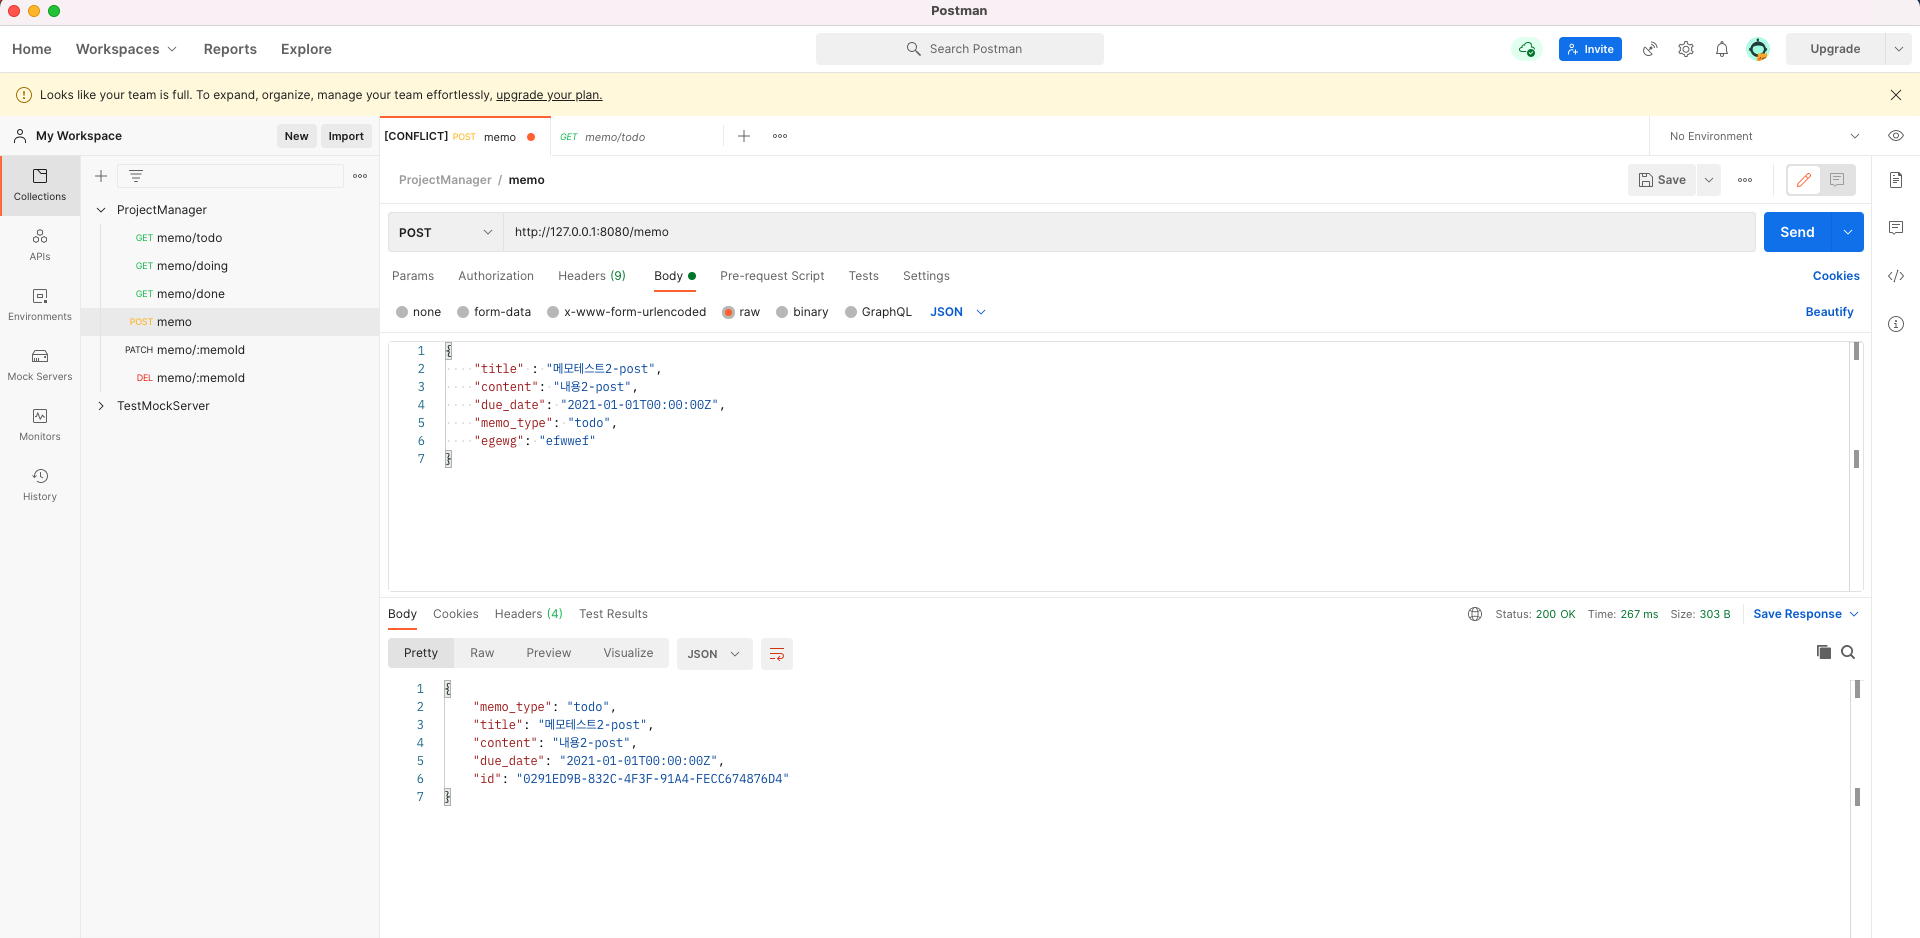 Postman
Home Workspaces Reports Explore Search Postman Invite Upgrade
Looks like your team is full. To expand, organize, manage your team effortlessly, upgrade your plan.
My Workspace New Import
[CONFLICT] POST memo GET memo/todo No Environment
Collections
APIs
Environments
Mock Servers
Monitors
History
ProjectManager
GET memo/todo
GET memo/doing
GET memo/done
POST memo
PATCH memo/:memoId
DEL memo/:memoId
TestMockServer
ProjectManager / memo Save
POST http://127.0.0.1:8080/memo Send
Params Authorization Headers (9) Body Pre-request Script Tests Settings Cookies
none form-data x-www-form-urlencoded raw binary GraphQL JSON Beautify
1 {
2 "title" : "메모테스트2-post",
3 "content": "내용2-post",
4 "due_date": "2021-01-01T00:00:00Z",
5 "memo_type": "todo",
6 "egewg": "efwwef"
7 }
Body Cookies Headers (4) Test Results Status: 200 OK Time: 267 ms Size: 303 B Save Response
Pretty Raw Preview Visualize JSON
1 {
2 "memo_type": "todo",
3 "title": "메모테스트2-post",
4 "content": "내용2-post",
5 "due_date": "2021-01-01T00:00:00Z",
6 "id": "0291ED9B-832C-4F3F-91A4-FECC674876D4"
7 }